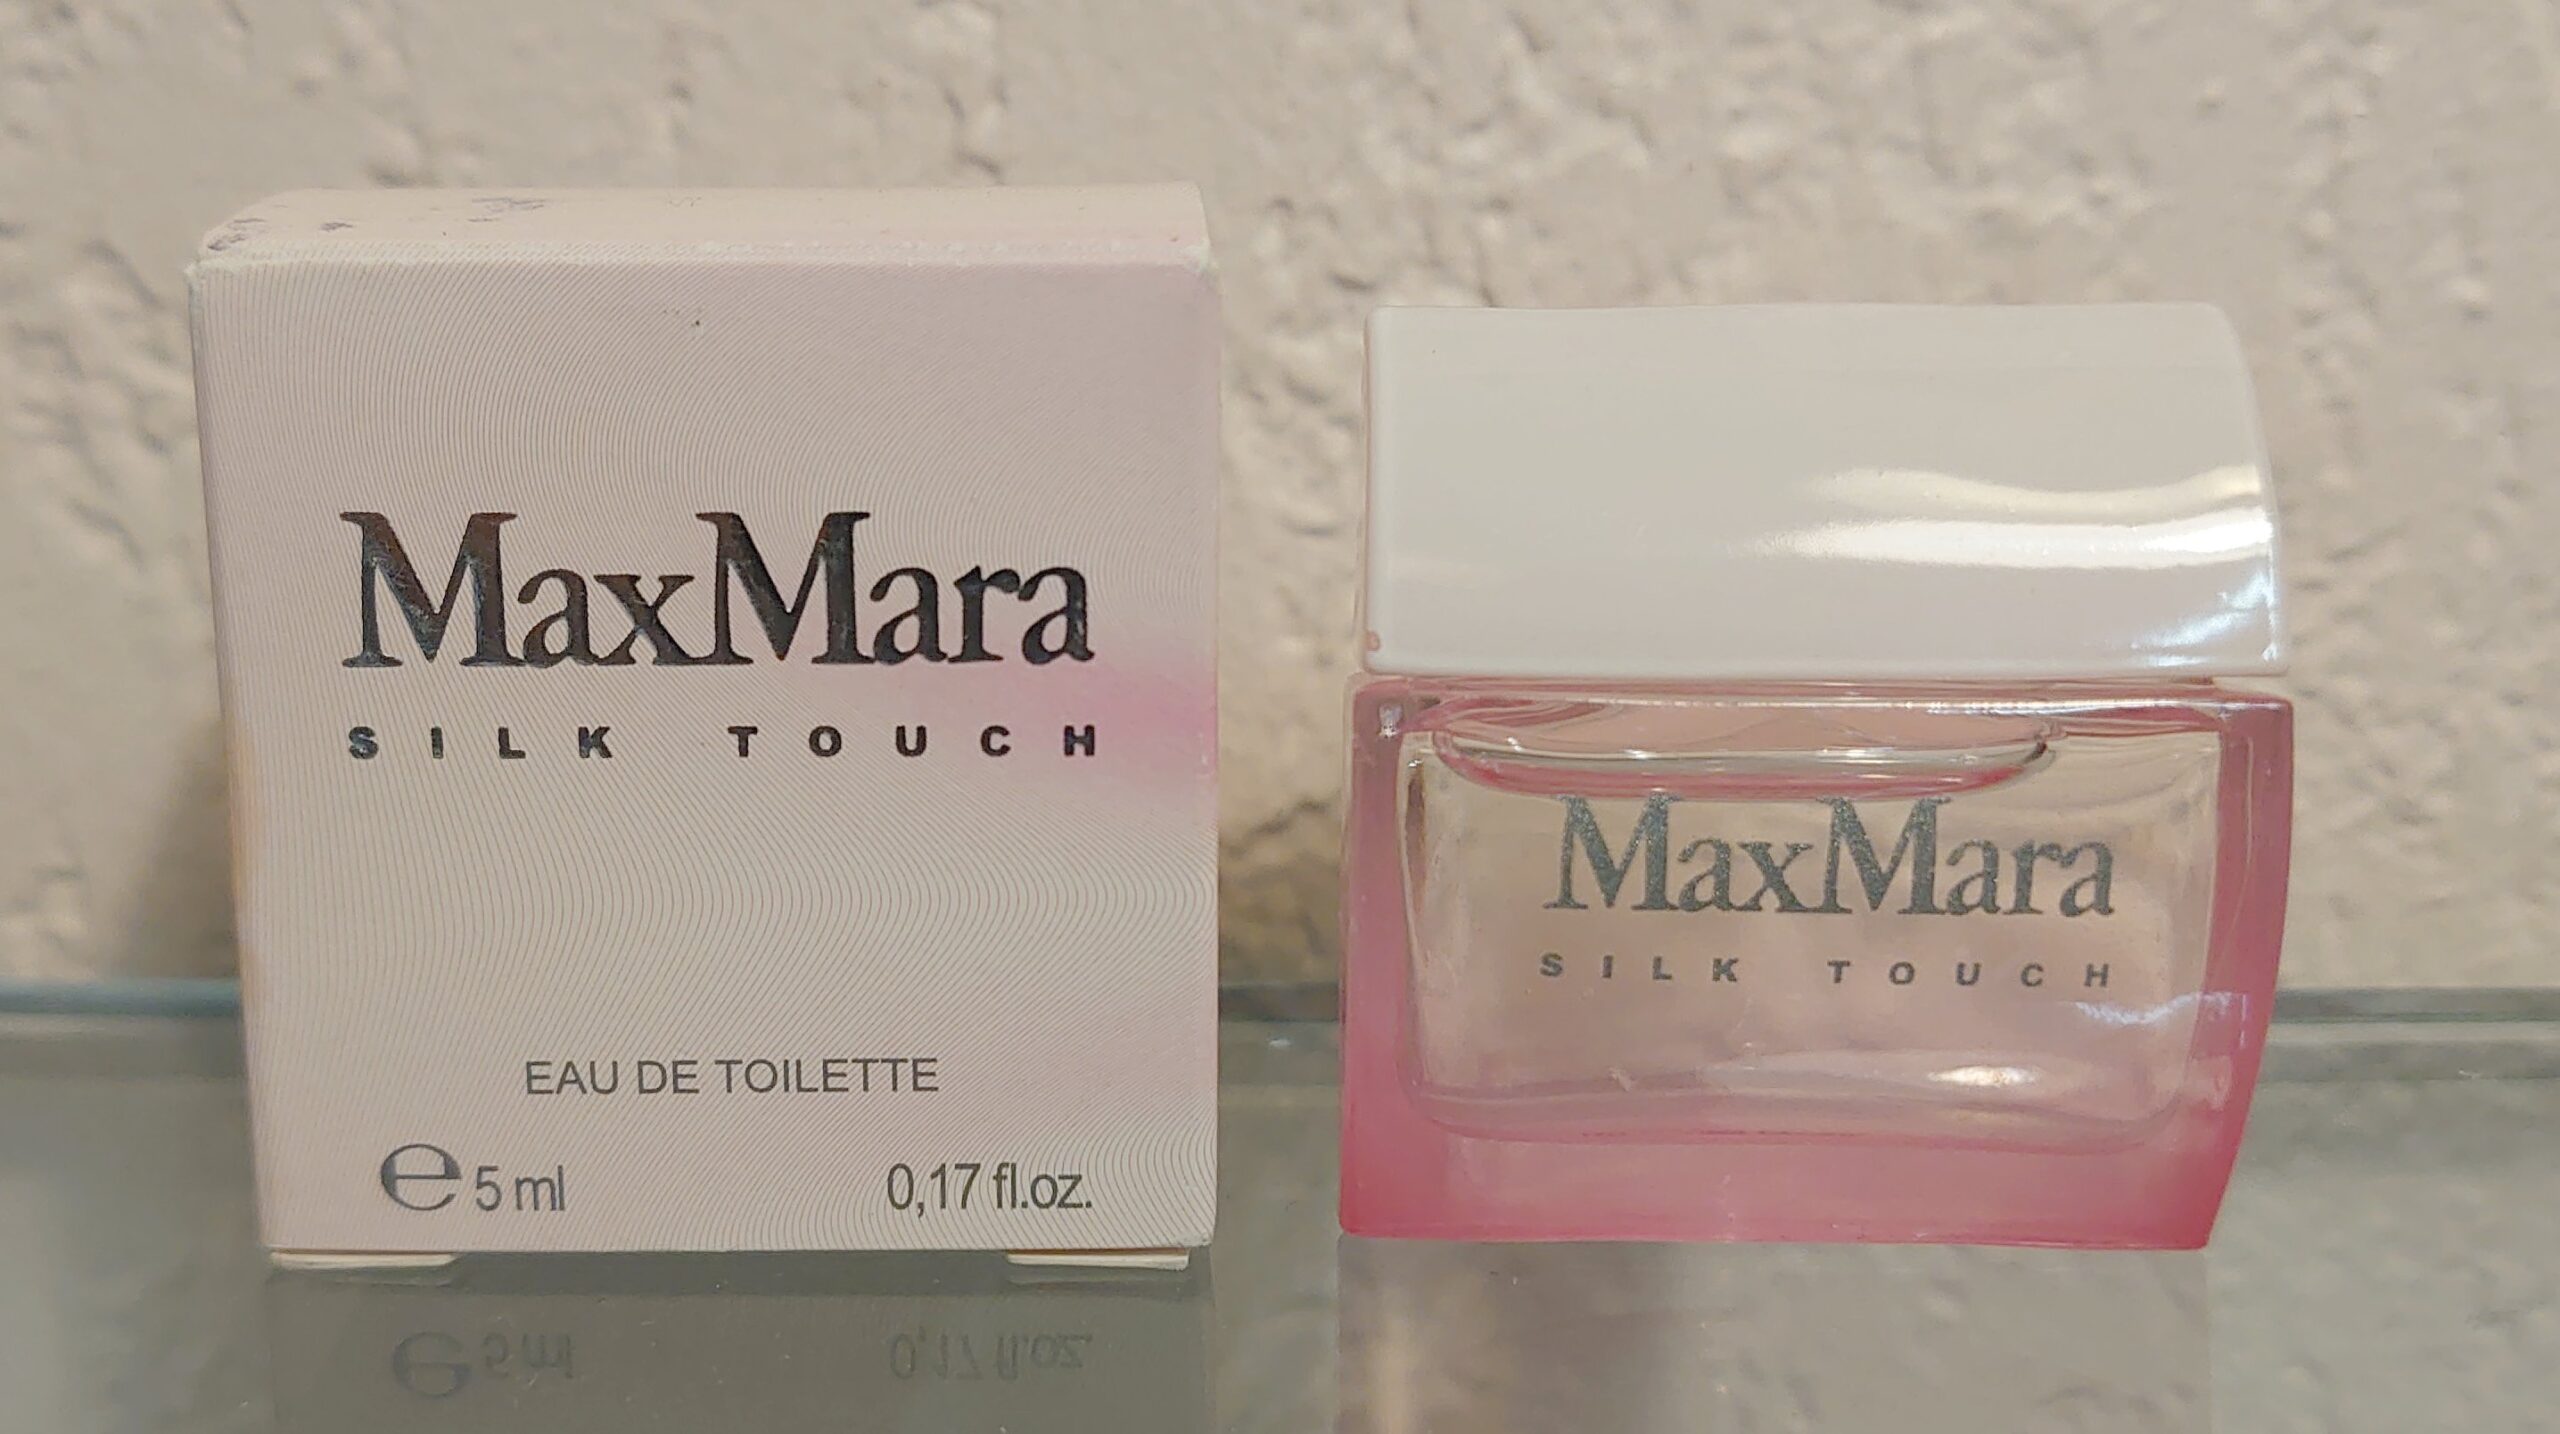 MaxMara
SILK TOUCH
EAU DE TOILETTE
℮ 5 ml 0,17 fl.oz.
MaxMara
SILK TOUCH